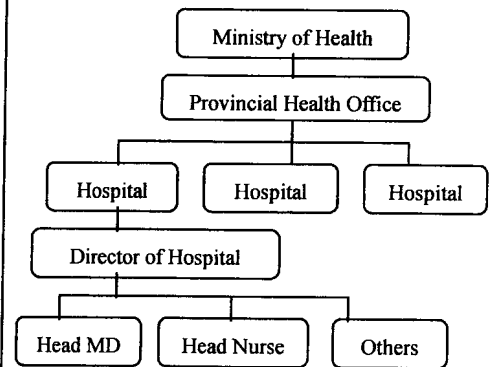 Ministry of Health
Provincial Health Office
Hospital
Hospital
Hospital
Director of Hospital
Head MD
Head Nurse
Others